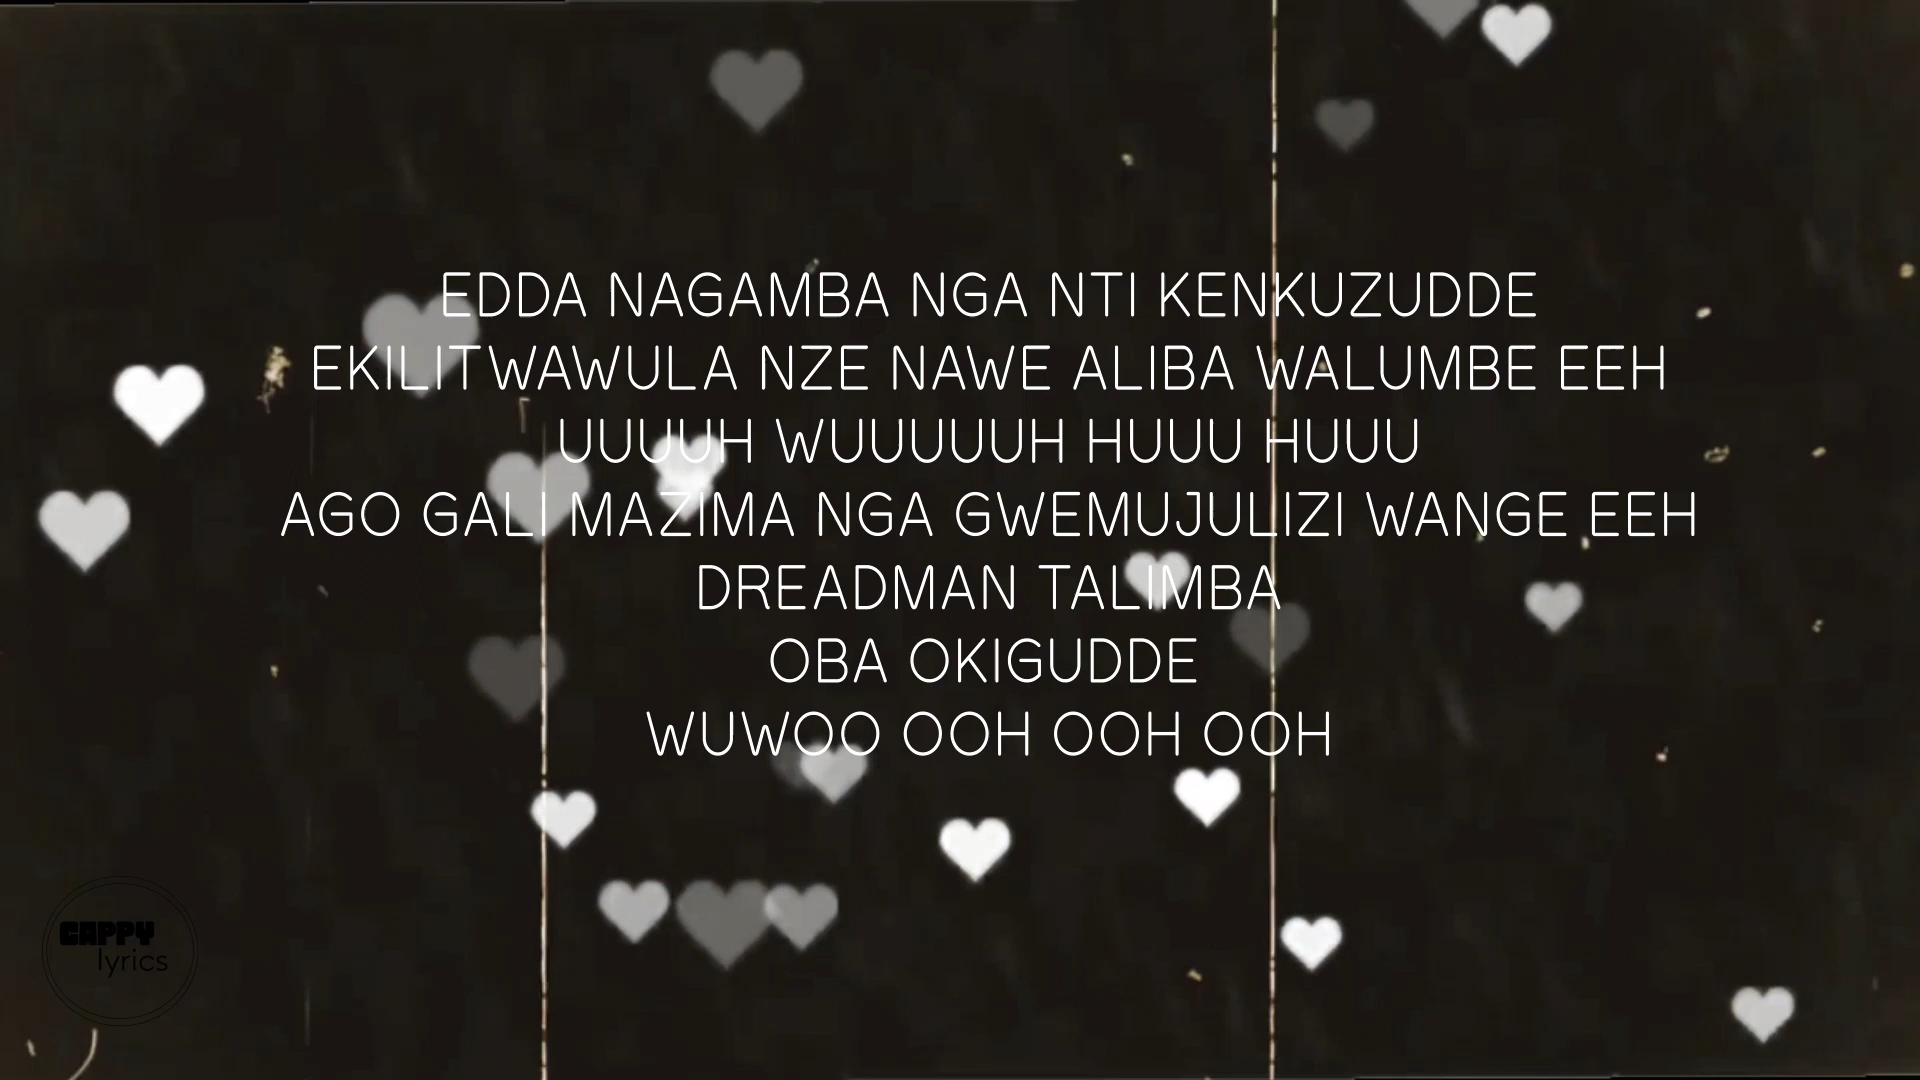 EDDA NAGAMBA NGA NTI KENKUZUDDE
EKILITWAWULA NZE NAWE ALIBA WALUMBE EEH
UUUUH WUUUUUH HUUU HUUU
AGO GALI MAZIMA NGA GWEMUJULIZI WANGE EEH
DREADMAN TALIMBA
OBA OKIGUDDE
WUWOO OOH OOH OOH
CAPPY
lyrics